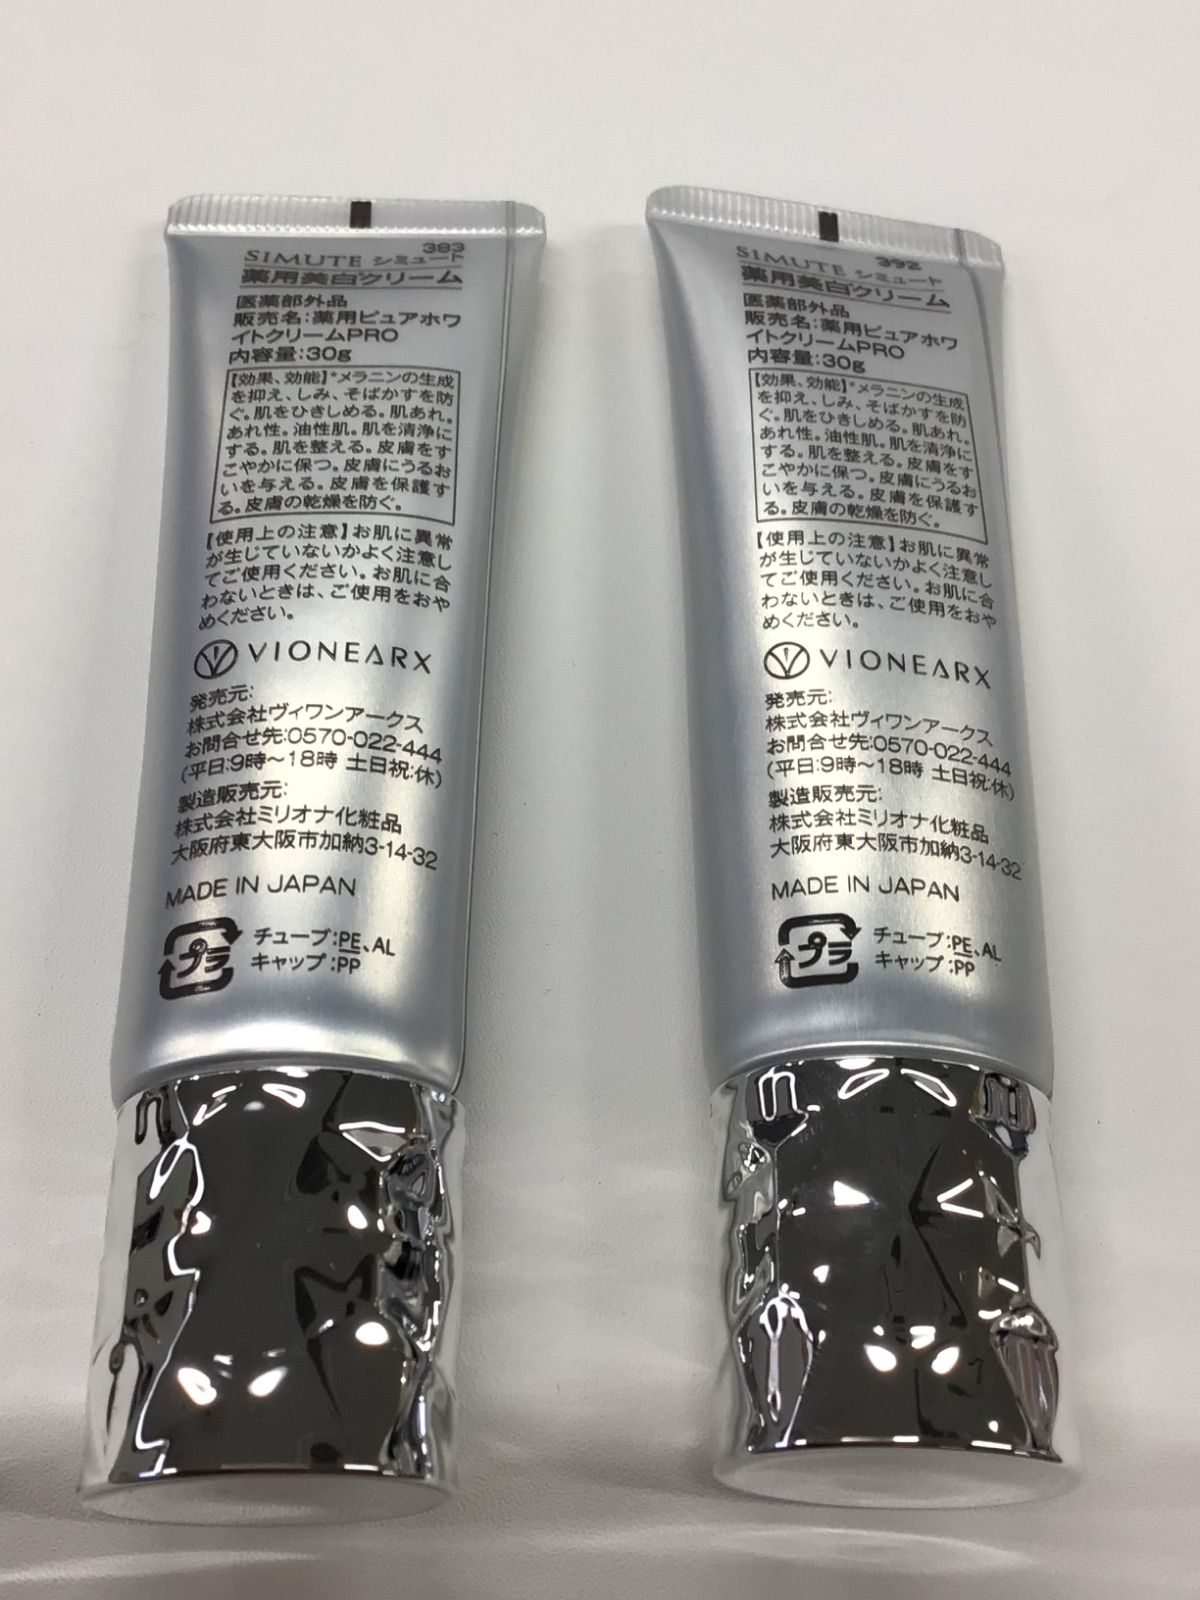 383
SIMUTE シミュート
薬用美白クリーム
医薬部外品
販売名:薬用ピュアホワ
イトクリームPRO
内容量:30g
【効果、効能】*メラニンの生成
を抑え、しみ、そばかすを防
ぐ。肌をひきしめる。肌あれ。
あれ性。油性肌。肌を清浄に
する。肌を整える。皮膚をす
こやかに保つ。皮膚にうるお
いを与える。皮膚を保護す
る。皮膚の乾燥を防ぐ。
【使用上の注意】お肌に異常
が生じていないかよく注意し
てご使用ください。お肌に合
わないときは、ご使用をおや
めください。
VIONEARX
発売元:
株式会社ヴィワンアークス
お問合せ先:0570-022-444
(平日:9時〜18時 土日祝:休)
製造販売元:
株式会社ミリオナ化粧品
大阪府東大阪市加納3-14-32
MADE IN JAPAN
プラ
チューブ:PE、AL
キャップ:PP
392
SIMUTE シミュート
薬用美白クリーム
医薬部外品
販売名:薬用ピュアホワ
イトクリームPRO
内容量:30g
【効果、効能】*メラニンの生成
を抑え、しみ、そばかすを防
ぐ。肌をひきしめる。肌あれ。
あれ性。油性肌。肌を清浄に
する。肌を整える。皮膚をす
こやかに保つ。皮膚にうるお
いを与える。皮膚を保護す
る。皮膚の乾燥を防ぐ。
【使用上の注意】お肌に異常
が生じていないかよく注意し
てご使用ください。お肌に合
わないときは、ご使用をおや
めください。
VIONEARX
発売元:
株式会社ヴィワンアークス
お問合せ先:0570-022-444
(平日:9時〜18時 土日祝:休)
製造販売元:
株式会社ミリオナ化粧品
大阪府東大阪市加納3-14-32
MADE IN JAPAN
プラ
チューブ:PE、AL
キャップ:PP